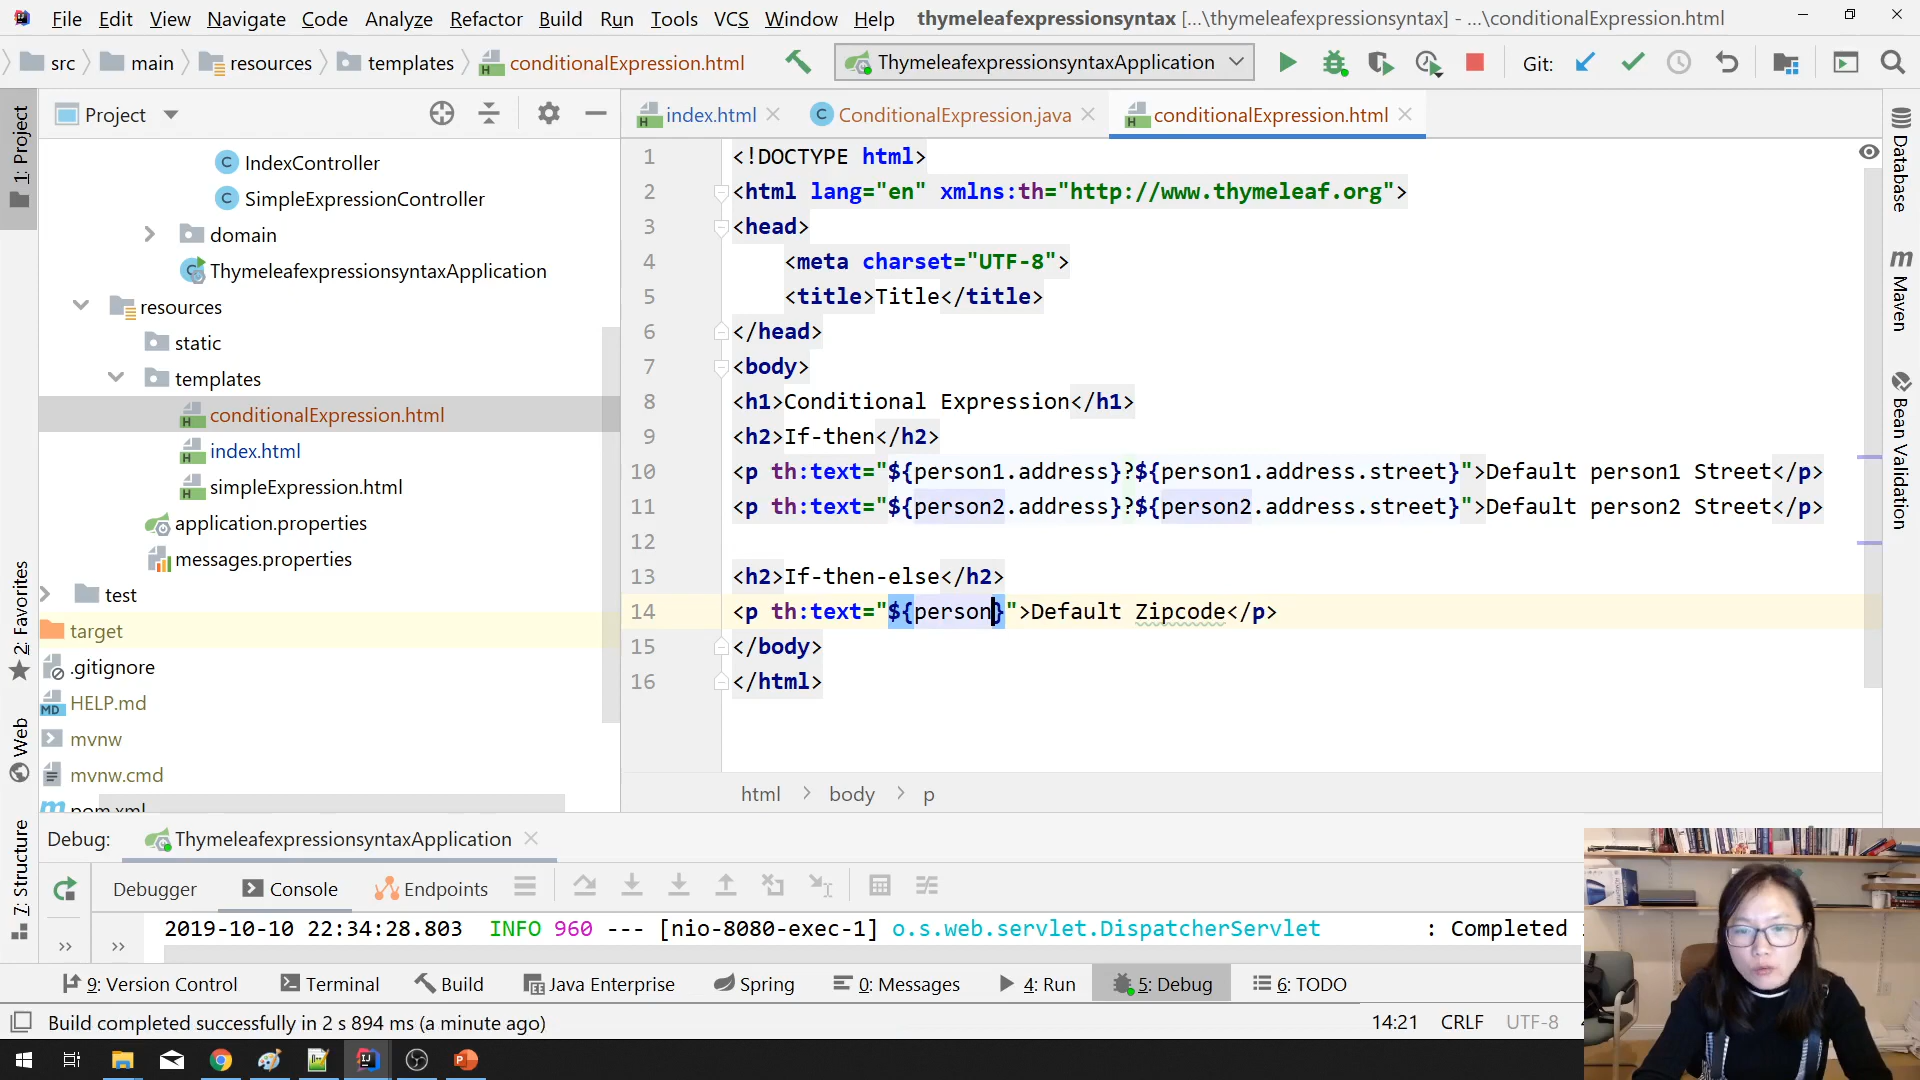 File Edit View Navigate Code Analyze Refactor Build Run Tools VCS Window Help thymeleafexpressionsyntax [...\thymeleafexpressionsyntax] - ...\conditionalExpression.html
src main resources templates conditionalExpression.html ThymeleafexpressionsyntaxApplication Git:
Project
index.html ConditionalExpression.java conditionalExpression.html
1: Project
2: Favorites
Web
7: Structure
IndexController
SimpleExpressionController
domain
ThymeleafexpressionsyntaxApplication
resources
static
templates
conditionalExpression.html
index.html
simpleExpression.html
application.properties
messages.properties
test
target
.gitignore
HELP.md
mvnw
mvnw.cmd
pom.xml
1 <!DOCTYPE html>
2 <html lang="en" xmlns:th="http://www.thymeleaf.org">
3 <head>
4 <meta charset="UTF-8">
5 <title>Title</title>
6 </head>
7 <body>
8 <h1>Conditional Expression</h1>
9 <h2>If-then</h2>
10 <p th:text="${person1.address}?${person1.address.street}">Default person1 Street</p>
11 <p th:text="${person2.address}?${person2.address.street}">Default person2 Street</p>
12
13 <h2>If-then-else</h2>
14 <p th:text="${person}">Default Zipcode</p>
15 </body>
16 </html>
html body p
Database
Maven
Bean Validation
Debug: ThymeleafexpressionsyntaxApplication
Debugger Console Endpoints
2019-10-10 22:34:28.803 INFO 960 --- [nio-8080-exec-1] o.s.web.servlet.DispatcherServlet : Completed
9: Version Control Terminal Build Java Enterprise Spring 0: Messages 4: Run 5: Debug 6: TODO
Build completed successfully in 2 s 894 ms (a minute ago) 14:21 CRLF UTF-8